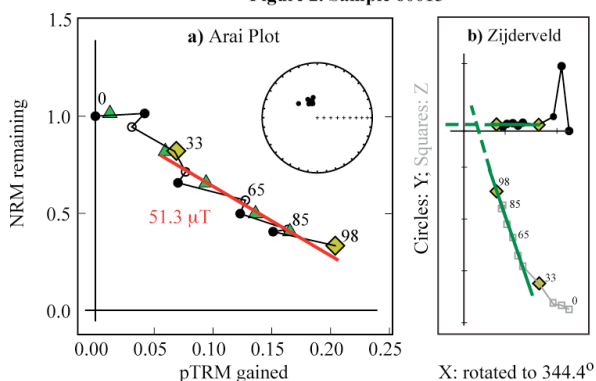 a) Arai Plot
b) Zijderveld
NRM remaining
1.5
1.0
0.5
0.0
0
33
65
85
98
51.3 μT
0.00
0.05
0.10
0.15
0.20
0.25
pTRM gained
Circles: Y; Squares: Z
98
85
65
33
0
X: rotated to 344.4°